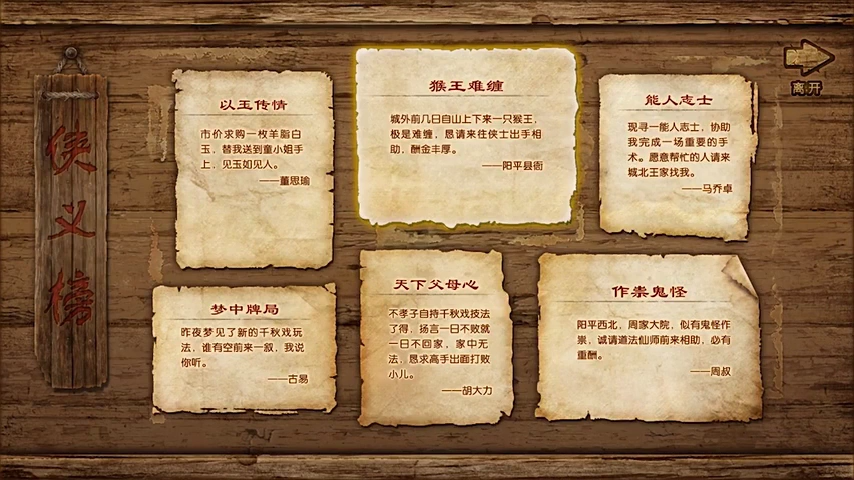 侠义榜
离开
以玉传情
市价求购一枚羊脂白
玉，替我送到童小姐手
上，见玉如见人。
——董思瑜
猴王难缠
城外前几日自山上下来一只猴王，
极是难缠，恳请来往侠士出手相
助，酬金丰厚。
——阳平县衙
能人志士
现寻一能人志士，协助
我完成一场重要的手
术。愿意帮忙的人请来
城北王家找我。
——马乔卓
梦中牌局
昨夜梦见了新的千秋戏玩
法，谁有空前来一叙，我说
你听。
——古易
天下父母心
不孝子自持千秋戏技法
了得，扬言一日不败就
一日不回家，家中无
法，恳求高手出面打败
小儿。
——胡大力
作祟鬼怪
阳平西北，周家大院，似有鬼怪作
祟，诚请道法仙师前来相助，必有
重酬。
——周叔